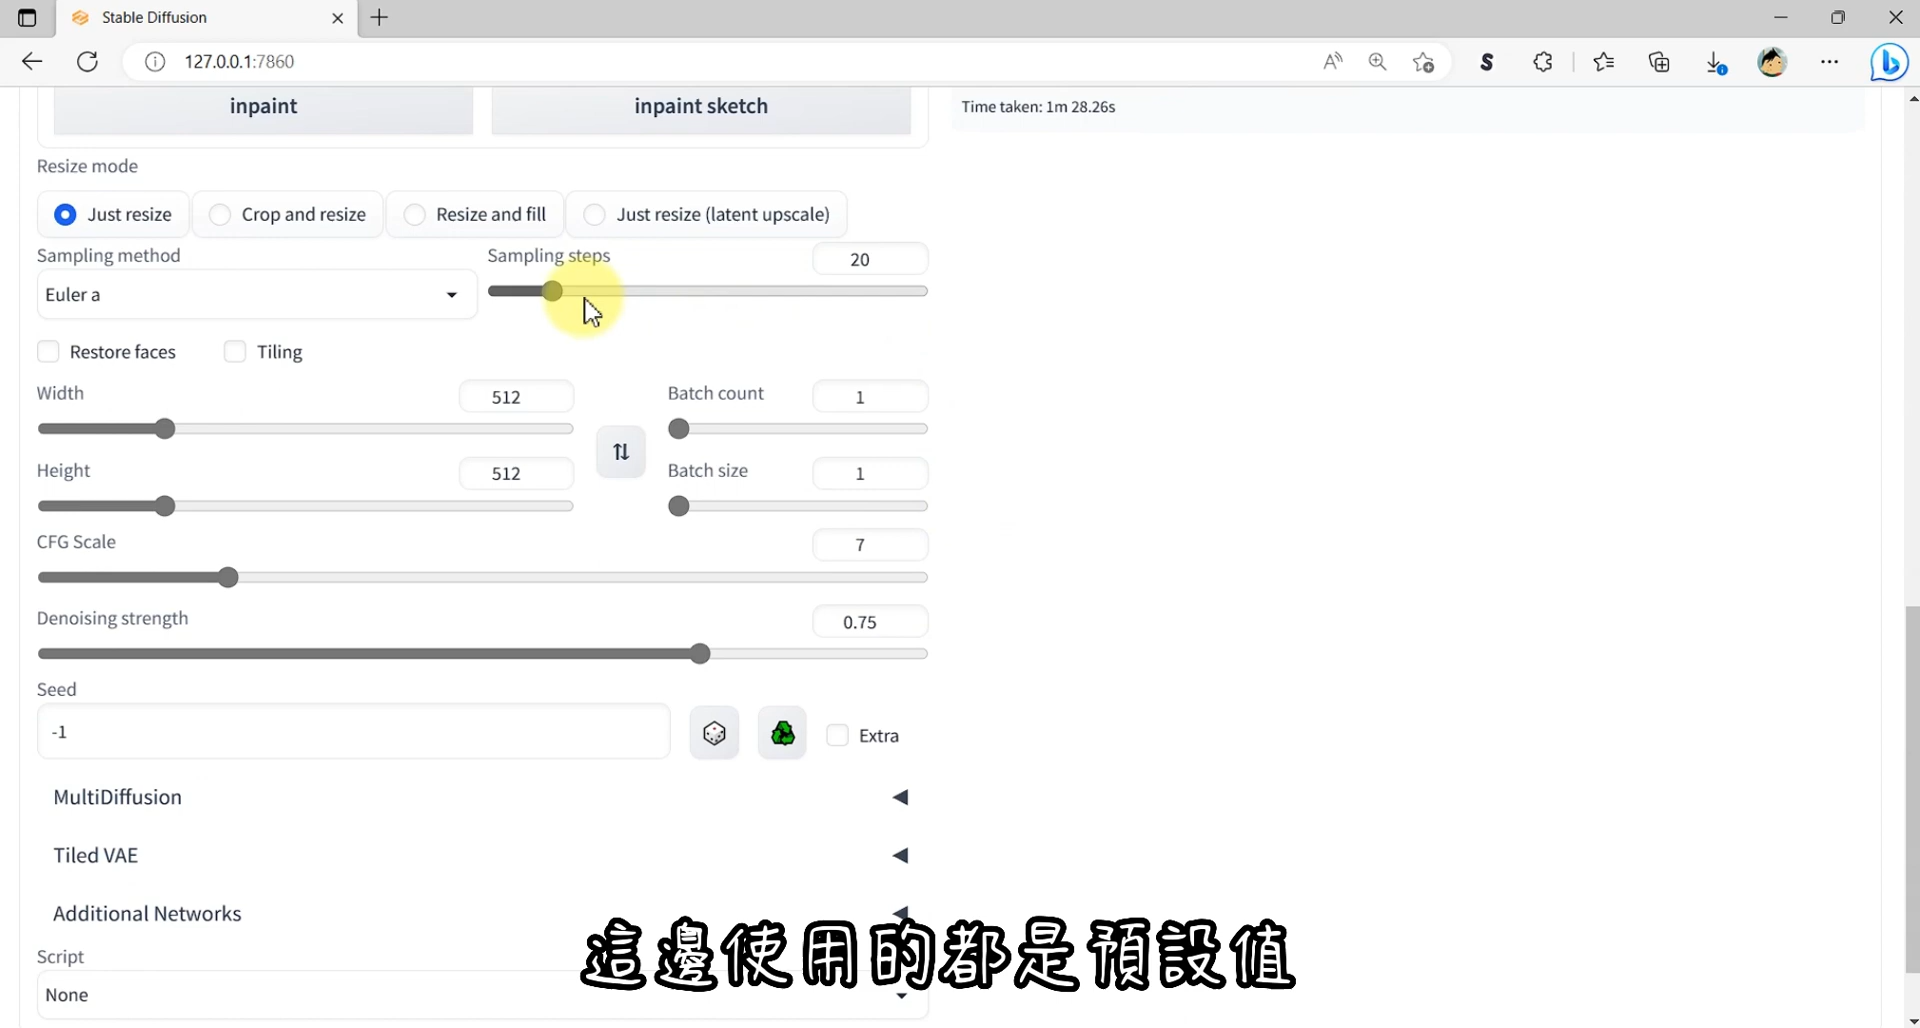 Stable Diffusion
127.0.0.1:7860
inpaint
inpaint sketch
Time taken: 1m 28.26s
Resize mode
Just resize
Crop and resize
Resize and fill
Just resize (latent upscale)
Sampling method
Sampling steps
20
Euler a
Restore faces
Tiling
Width
512
Batch count
1
Height
512
Batch size
1
CFG Scale
7
Denoising strength
0.75
Seed
-1
Extra
MultiDiffusion
Tiled VAE
Additional Networks
這邊使用的都是預設值
Script
None